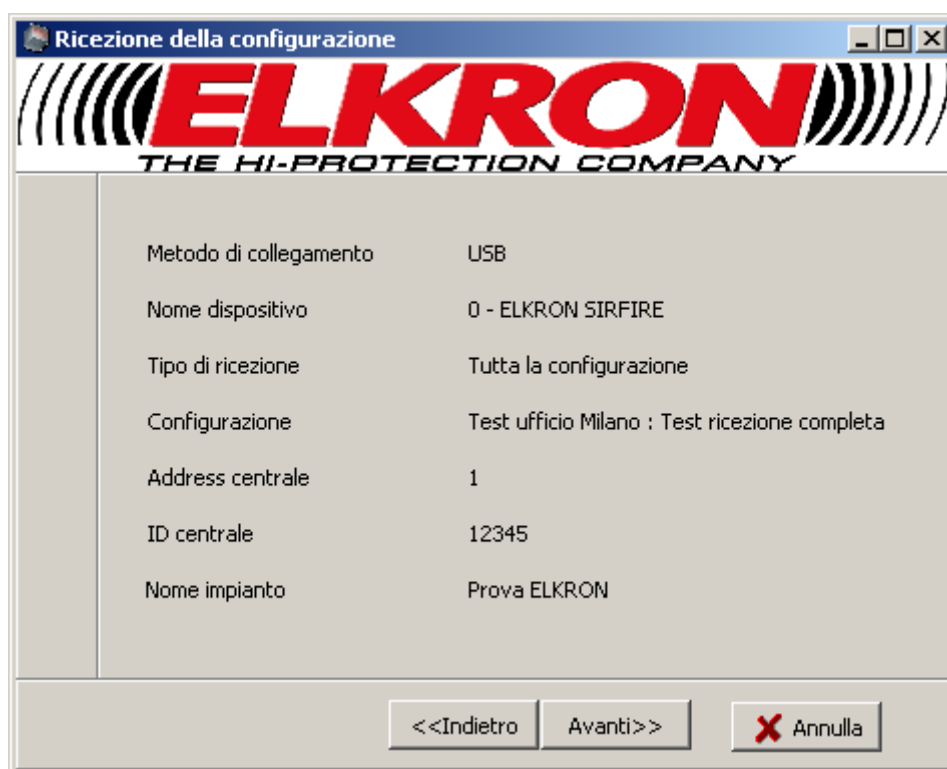 Ricezione della configurazione
ELKRON
THE HI-PROTECTION COMPANY
Metodo di collegamento USB
Nome dispositivo 0 - ELKRON SIRFIRE
Tipo di ricezione Tutta la configurazione
Configurazione Test ufficio Milano : Test ricezione completa
Address centrale 1
ID centrale 12345
Nome impianto Prova ELKRON
<<Indietro Avanti>> Annulla